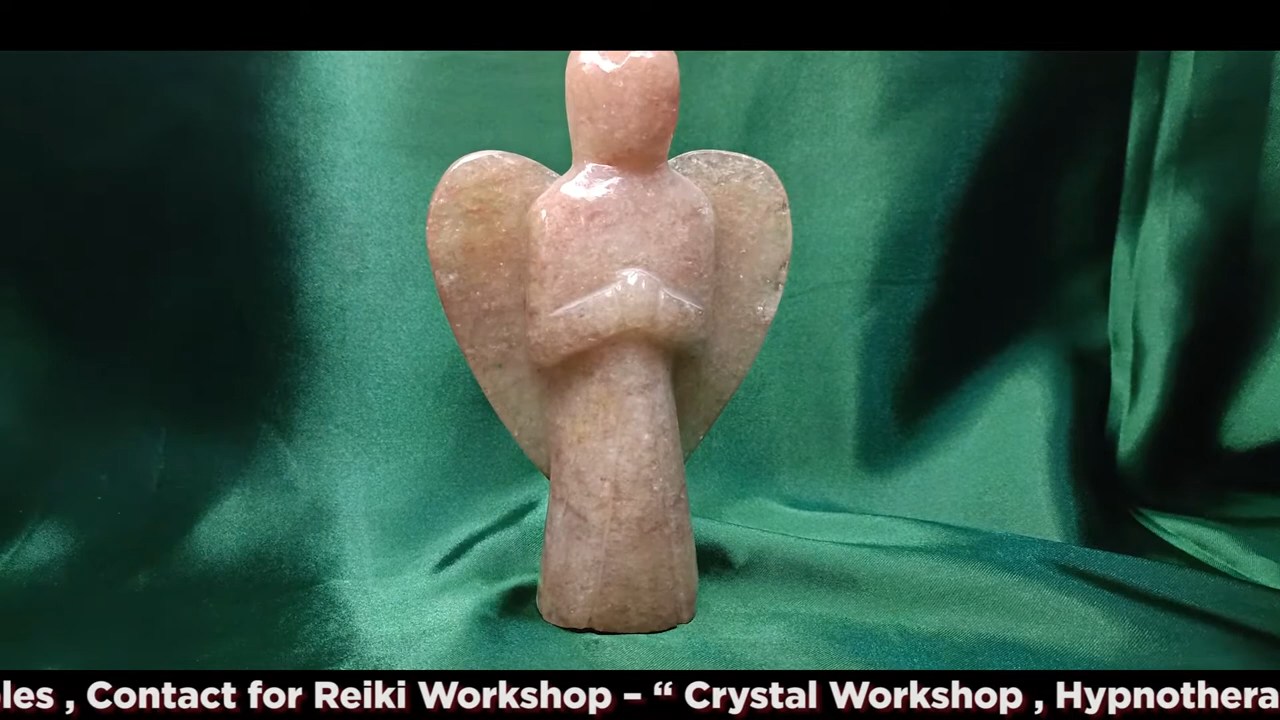 les , Contact for Reiki Workshop – “ Crystal Workshop , Hypnothera